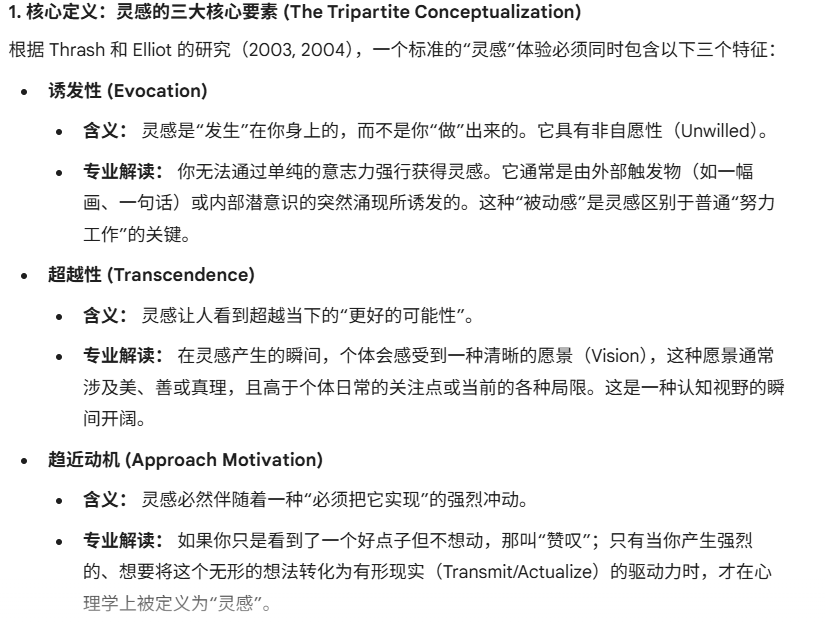 1. 核心定义：灵感的三大核心要素 (The Tripartite Conceptualization)
根据 Thrash 和 Elliot 的研究（2003, 2004），一个标准的“灵感”体验必须同时包含以下三个特征：
• 诱发性 (Evocation)
• 含义： 灵感是“发生”在你身上的，而不是你“做”出来的。它具有非自愿性（Unwilled）。
• 专业解读： 你无法通过单纯的意志力强行获得灵感。它通常是由外部触发物（如一幅
画、一句话）或内部潜意识的突然涌现所诱发的。这种“被动感”是灵感区别于普通“努力
工作”的关键。
• 超越性 (Transcendence)
• 含义： 灵感让人看到超越当下的“更好的可能性”。
• 专业解读： 在灵感产生的瞬间，个体会感受到一种清晰的愿景（Vision），这种愿景通常
涉及美、善或真理，且高于个体日常的关注点或当前的各种局限。这是一种认知视野的瞬
间开阔。
• 趋近动机 (Approach Motivation)
• 含义： 灵感必然伴随着一种“必须把它实现”的强烈冲动。
• 专业解读： 如果你只是看到了一个好点子但不想动，那叫“赞叹”；只有当你产生强烈
的、想要将这个无形的想法转化为有形现实（Transmit/Actualize）的驱动力时，才在心
理学上被定义为“灵感”。